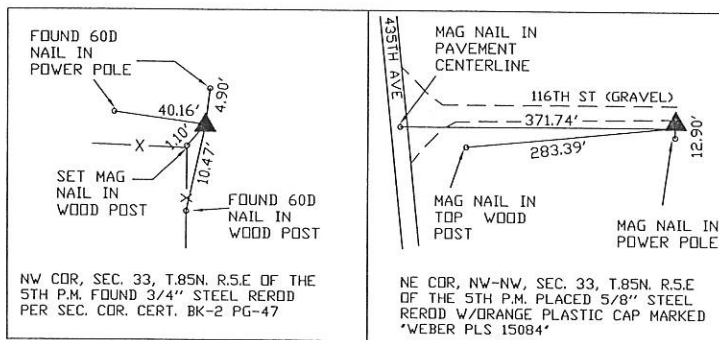 FOUND 60D
NAIL IN
POWER POLE
4.90'
40.16'
1.10'
X
10.47'
X
SET MAG
NAIL IN
WOOD POST
FOUND 60D
NAIL IN
WOOD POST
NW COR, SEC. 33, T.85N. R.5.E OF THE
5TH P.M. FOUND 3/4" STEEL REROD
PER SEC. COR. CERT. BK-2 PG-47
435TH AVE
MAG NAIL IN
PAVEMENT
CENTERLINE
116TH ST (GRAVEL)
371.74'
283.39'
12.90'
MAG NAIL IN
TOP WOOD
POST
MAG NAIL IN
POWER POLE
NE COR, NW-NW, SEC. 33, T.85N. R.5.E
OF THE 5TH P.M. PLACED 5/8" STEEL
REROD W/ORANGE PLASTIC CAP MARKED
"WEBER PLS 15084"